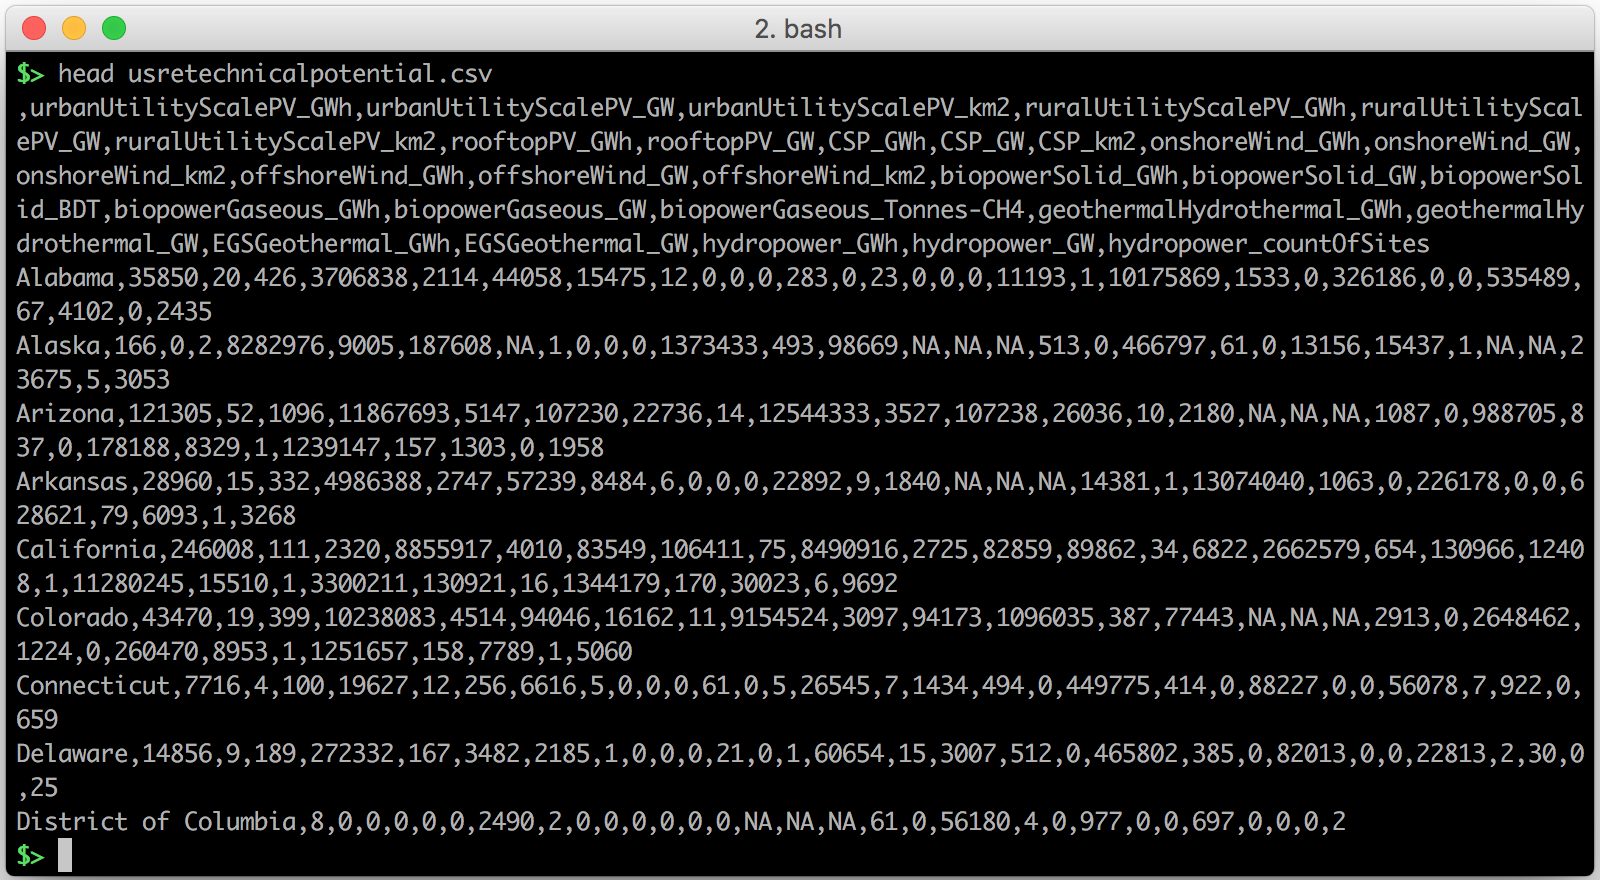 2. bash
$> head usretechnicalpotential.csv
,urbanUtilityScalePV_GWh,urbanUtilityScalePV_GW,urbanUtilityScalePV_km2,ruralUtilityScalePV_GWh,ruralUtilityScal
ePV_GW,ruralUtilityScalePV_km2,rooftopPV_GWh,rooftopPV_GW,CSP_GWh,CSP_GW,CSP_km2,onshoreWind_GWh,onshoreWind_GW,
onshoreWind_km2,offshoreWind_GWh,offshoreWind_GW,offshoreWind_km2,biopowerSolid_GWh,biopowerSolid_GW,biopowerSol
id_BDT,biopowerGaseous_GWh,biopowerGaseous_GW,biopowerGaseous_Tonnes-CH4,geothermalHydrothermal_GWh,geothermalHy
drothermal_GW,EGSGeothermal_GWh,EGSGeothermal_GW,hydropower_GWh,hydropower_GW,hydropower_countOfSites
Alabama,35850,20,426,3706838,2114,44058,15475,12,0,0,0,283,0,23,0,0,0,11193,1,10175869,1533,0,326186,0,0,535489,
67,4102,0,2435
Alaska,166,0,2,8282976,9005,187608,NA,1,0,0,0,1373433,493,98669,NA,NA,NA,513,0,466797,61,0,13156,15437,1,NA,NA,2
3675,5,3053
Arizona,121305,52,1096,11867693,5147,107230,22736,14,12544333,3527,107238,26036,10,2180,NA,NA,NA,1087,0,988705,8
37,0,178188,8329,1,1239147,157,1303,0,1958
Arkansas,28960,15,332,4986388,2747,57239,8484,6,0,0,0,22892,9,1840,NA,NA,NA,14381,1,13074040,1063,0,226178,0,0,6
28621,79,6093,1,3268
California,246008,111,2320,8855917,4010,83549,106411,75,8490916,2725,82859,89862,34,6822,2662579,654,130966,1240
8,1,11280245,15510,1,3300211,130921,16,1344179,170,30023,6,9692
Colorado,43470,19,399,10238083,4514,94046,16162,11,9154524,3097,94173,1096035,387,77443,NA,NA,NA,2913,0,2648462,
1224,0,260470,8953,1,1251657,158,7789,1,5060
Connecticut,7716,4,100,19627,12,256,6616,5,0,0,0,61,0,5,26545,7,1434,494,0,449775,414,0,88227,0,0,56078,7,922,0,
659
Delaware,14856,9,189,272332,167,3482,2185,1,0,0,0,21,0,1,60654,15,3007,512,0,465802,385,0,82013,0,0,22813,2,30,0
,25
District of Columbia,8,0,0,0,0,0,2490,2,0,0,0,0,0,0,NA,NA,NA,61,0,56180,4,0,977,0,0,697,0,0,0,2
$>